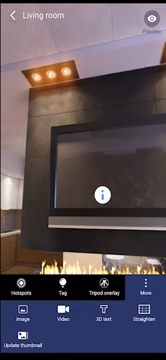 Living room
Preview
Hotspots Tag Tripod overlay More
Image Video 3D text Straighten
Update thumbnail